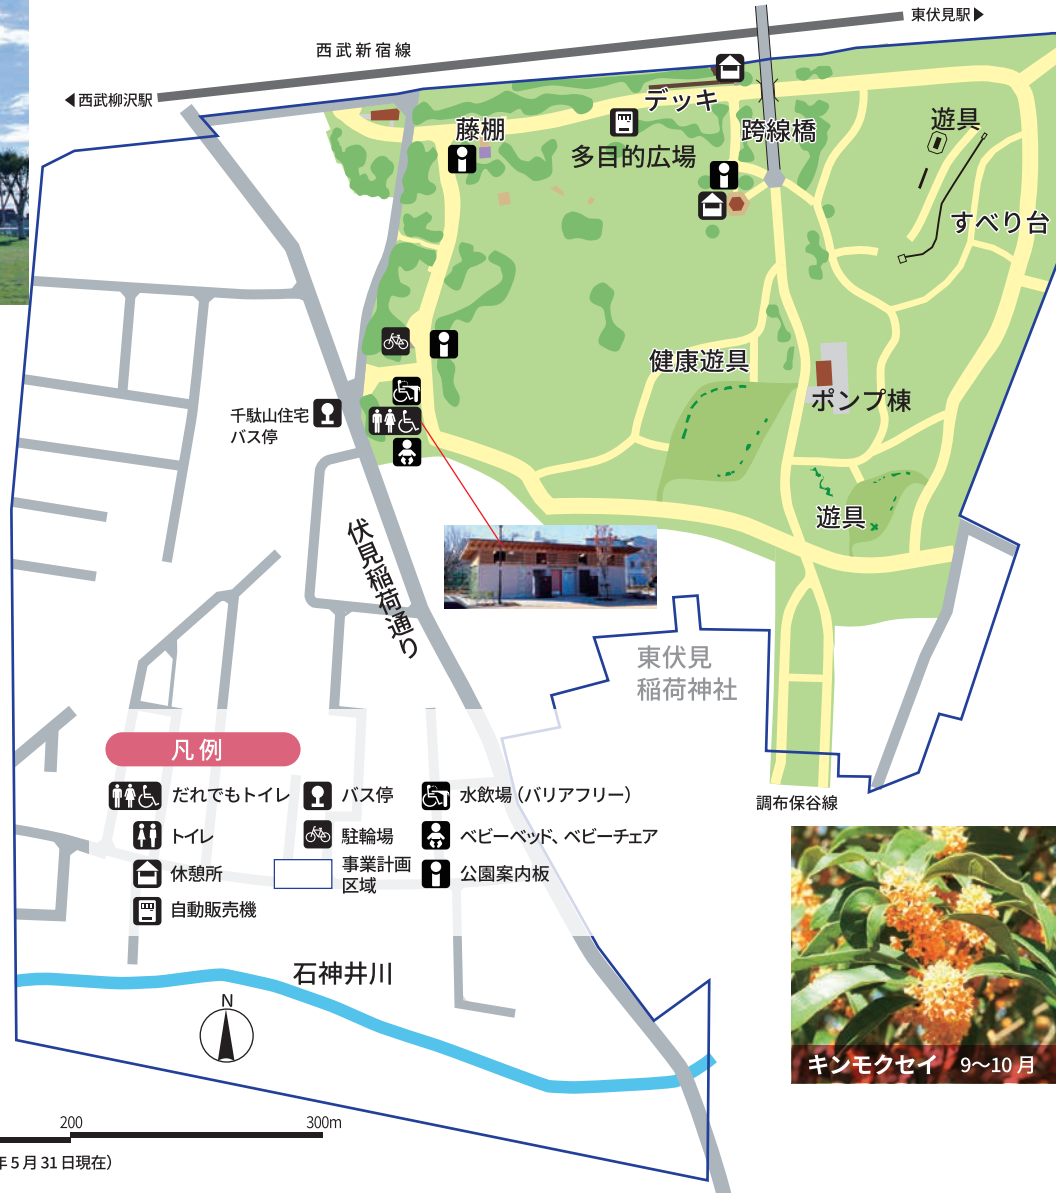 東伏見駅▶
西武新宿線
◀西武柳沢駅
デッキ
藤棚
跨線橋
遊具
多目的広場
すべり台
健康遊具
ポンプ棟
千駄山住宅
バス停
遊具
伏見稲荷通り
東伏見
稲荷神社
凡例
だれでもトイレ
バス停
水飲場（バリアフリー）
トイレ
駐輪場
ベビーベッド、ベビーチェア
休憩所
事業計画
区域
公園案内板
自動販売機
調布保谷線
石神井川
N
キンモクセイ 9〜10月
200
300m
年5月31日現在）